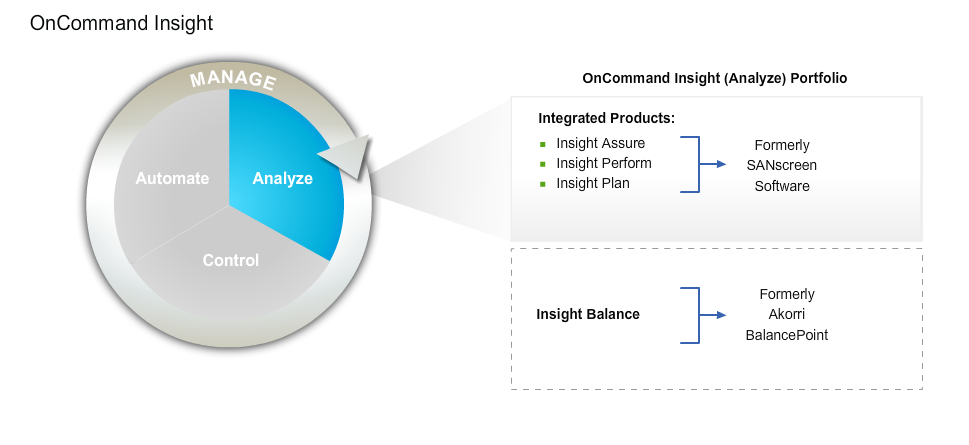 OnCommand Insight
MANAGE
Automate
Analyze
Control
OnCommand Insight (Analyze) Portfolio
Integrated Products:
Insight Assure
Insight Perform
Insight Plan
Formerly
SANscreen
Software
Insight Balance
Formerly
Akorri
BalancePoint